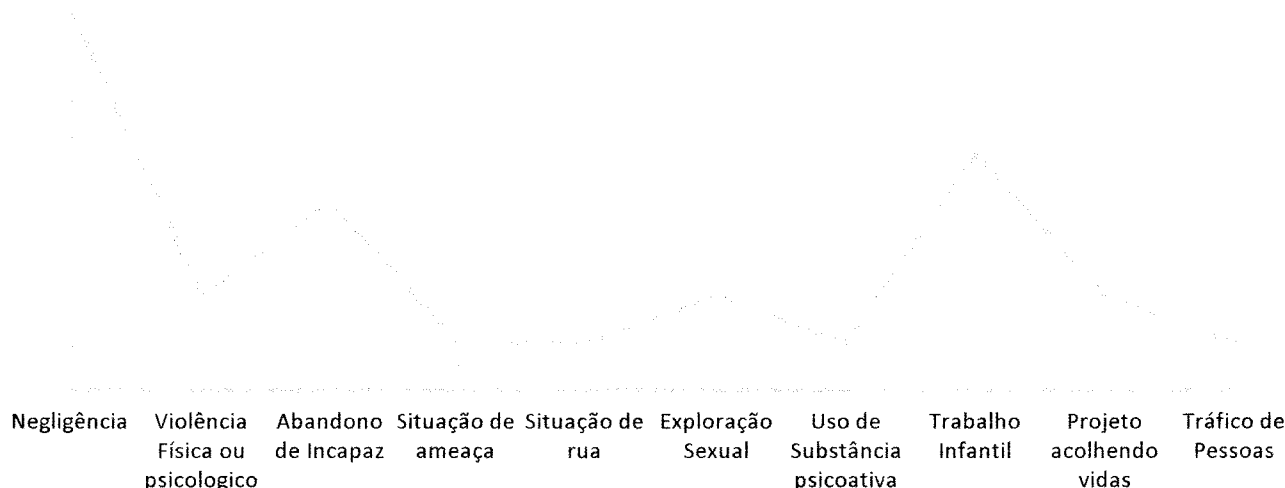 Negligência
Violência
Física ou
psicologico
Abandono
de Incapaz
Situação de
ameaça
Situação de
rua
Exploração
Sexual
Uso de
Substância
psicoativa
Trabalho
Infantil
Projeto
acolhendo
vidas
Tráfico de
Pessoas